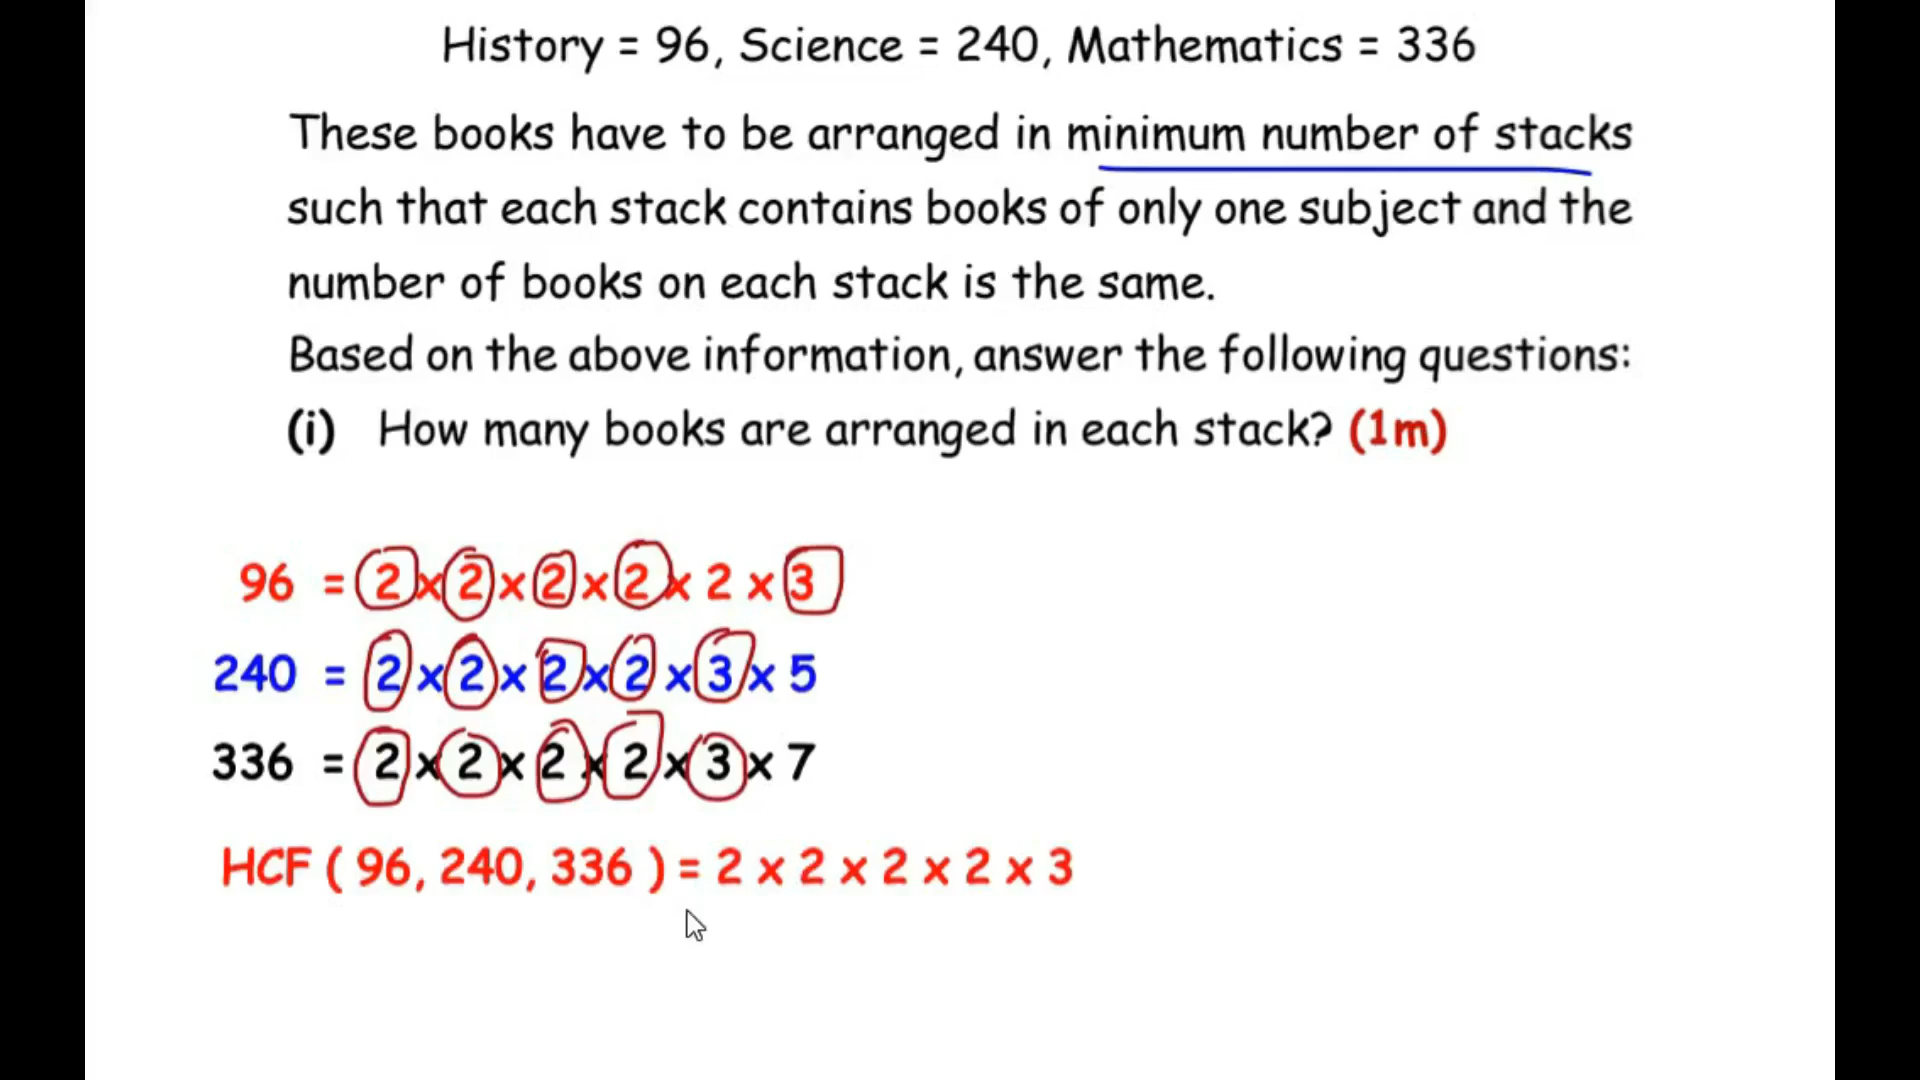 History = 96, Science = 240, Mathematics = 336
These books have to be arranged in minimum number of stacks
such that each stack contains books of only one subject and the
number of books on each stack is the same.
Based on the above information, answer the following questions:
(i) How many books are arranged in each stack? (1m)
96 = 2 x 2 x 2 x 2 x 2 x 3
240 = 2 x 2 x 2 x 2 x 3 x 5
336 = 2 x 2 x 2 x 2 x 3 x 7
HCF ( 96, 240, 336 ) = 2 x 2 x 2 x 2 x 3